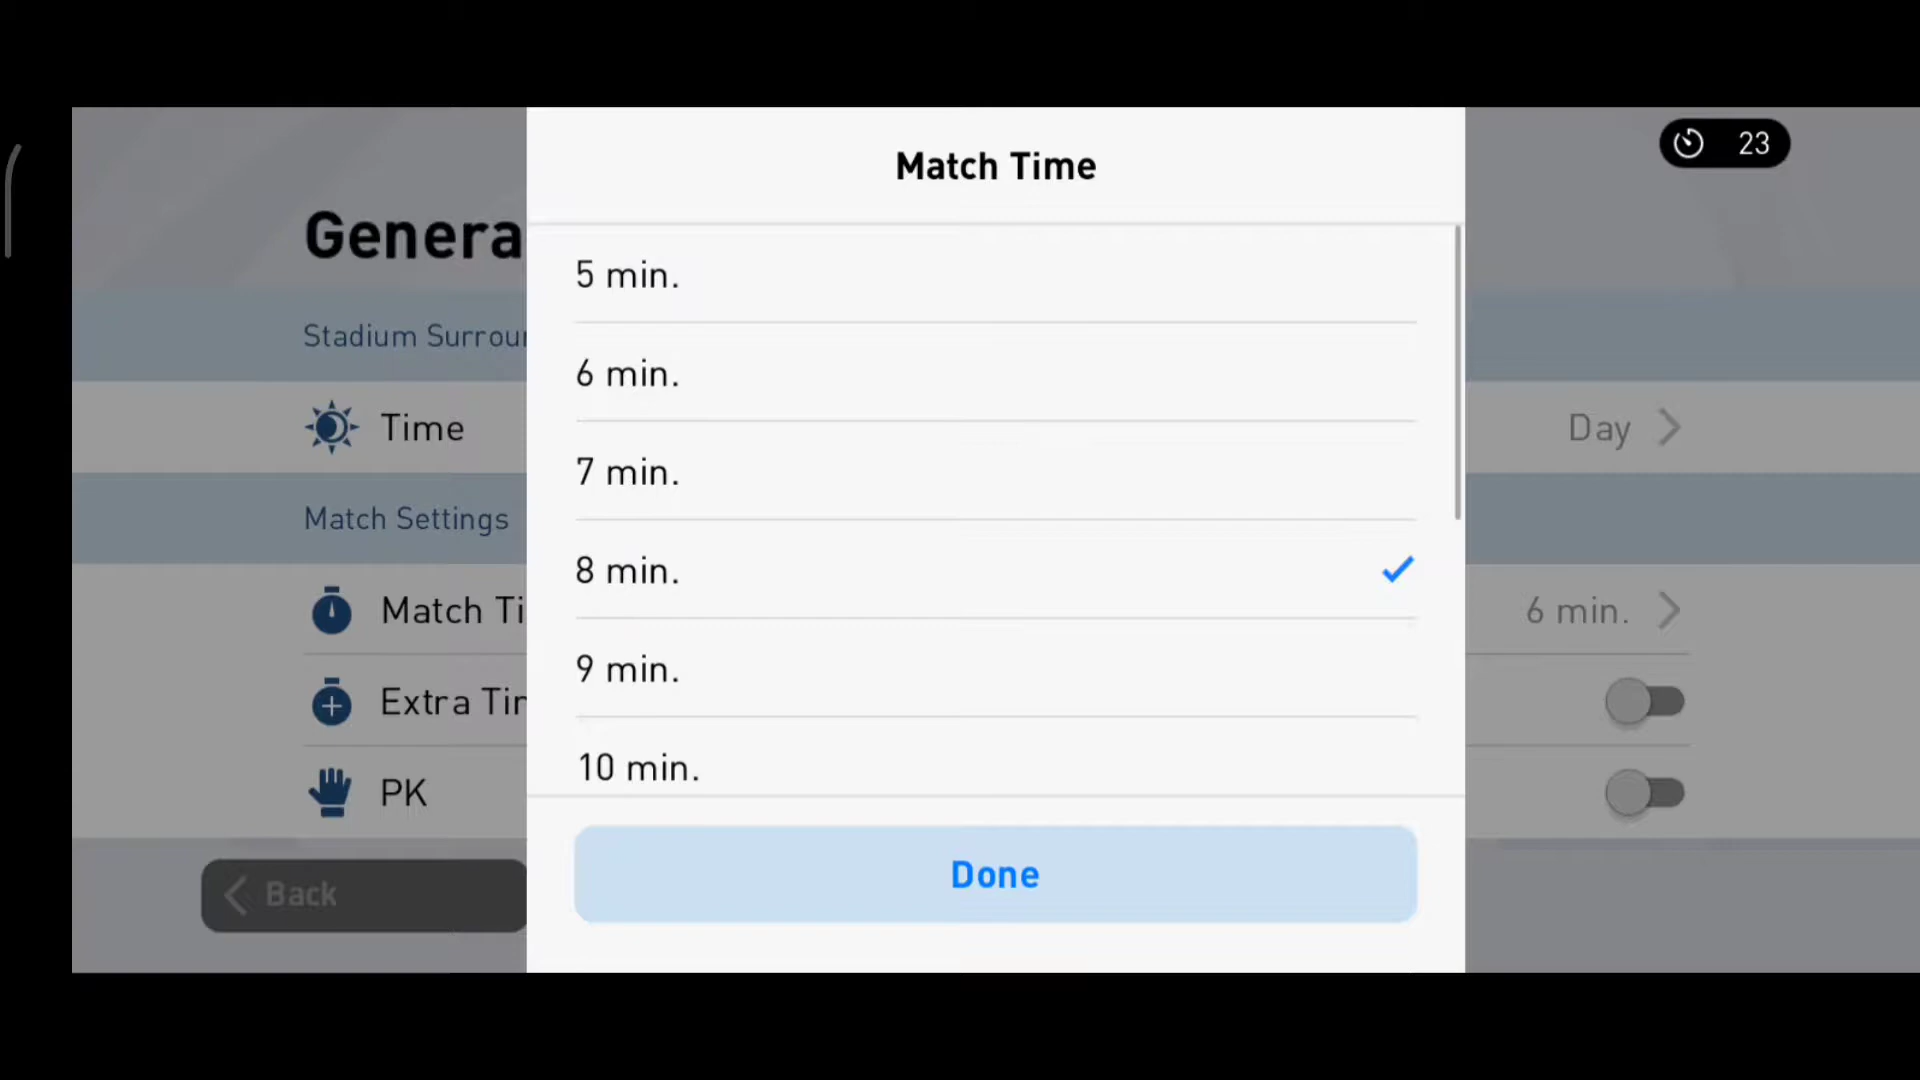 Match Time
23
Genera
5 min.
Stadium Surrou
6 min.
Time
Day
7 min.
Match Settings
8 min.
Match Ti
6 min.
9 min.
Extra Ti
10 min.
PK
Done
Back